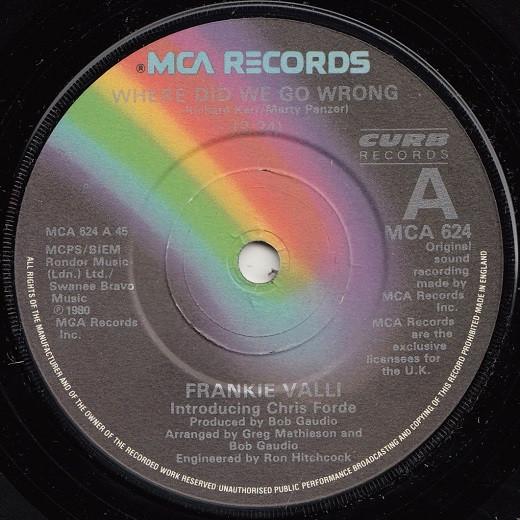 ® MCA RECORDS
WHERE DID WE GO WRONG
(Richard Kerr/Marty Panzer)
CURB
RECORDS
A
MCA 624 A 45
MCPS/BIEM
Rondor Music
(Ldn.) Ltd./
Swanee Bravo
Music
℗ 1980
MCA Records
Inc.
MCA 624
Original
sound
recording
made by
MCA Records
Inc.
MCA Records
are the
exclusive
licensees for
the U.K.
FRANKIE VALLI
Introducing Chris Forde
Produced by Bob Gaudio
Arranged by Greg Mathieson and
Bob Gaudio
Engineered by Ron Hitchcock
ALL RIGHTS OF THE MANUFACTURER AND OF THE OWNER OF THE RECORDED WORK RESERVED UNAUTHORISED PUBLIC PERFORMANCE BROADCASTING AND COPYING OF THIS RECORD PROHIBITED MADE IN ENGLAND